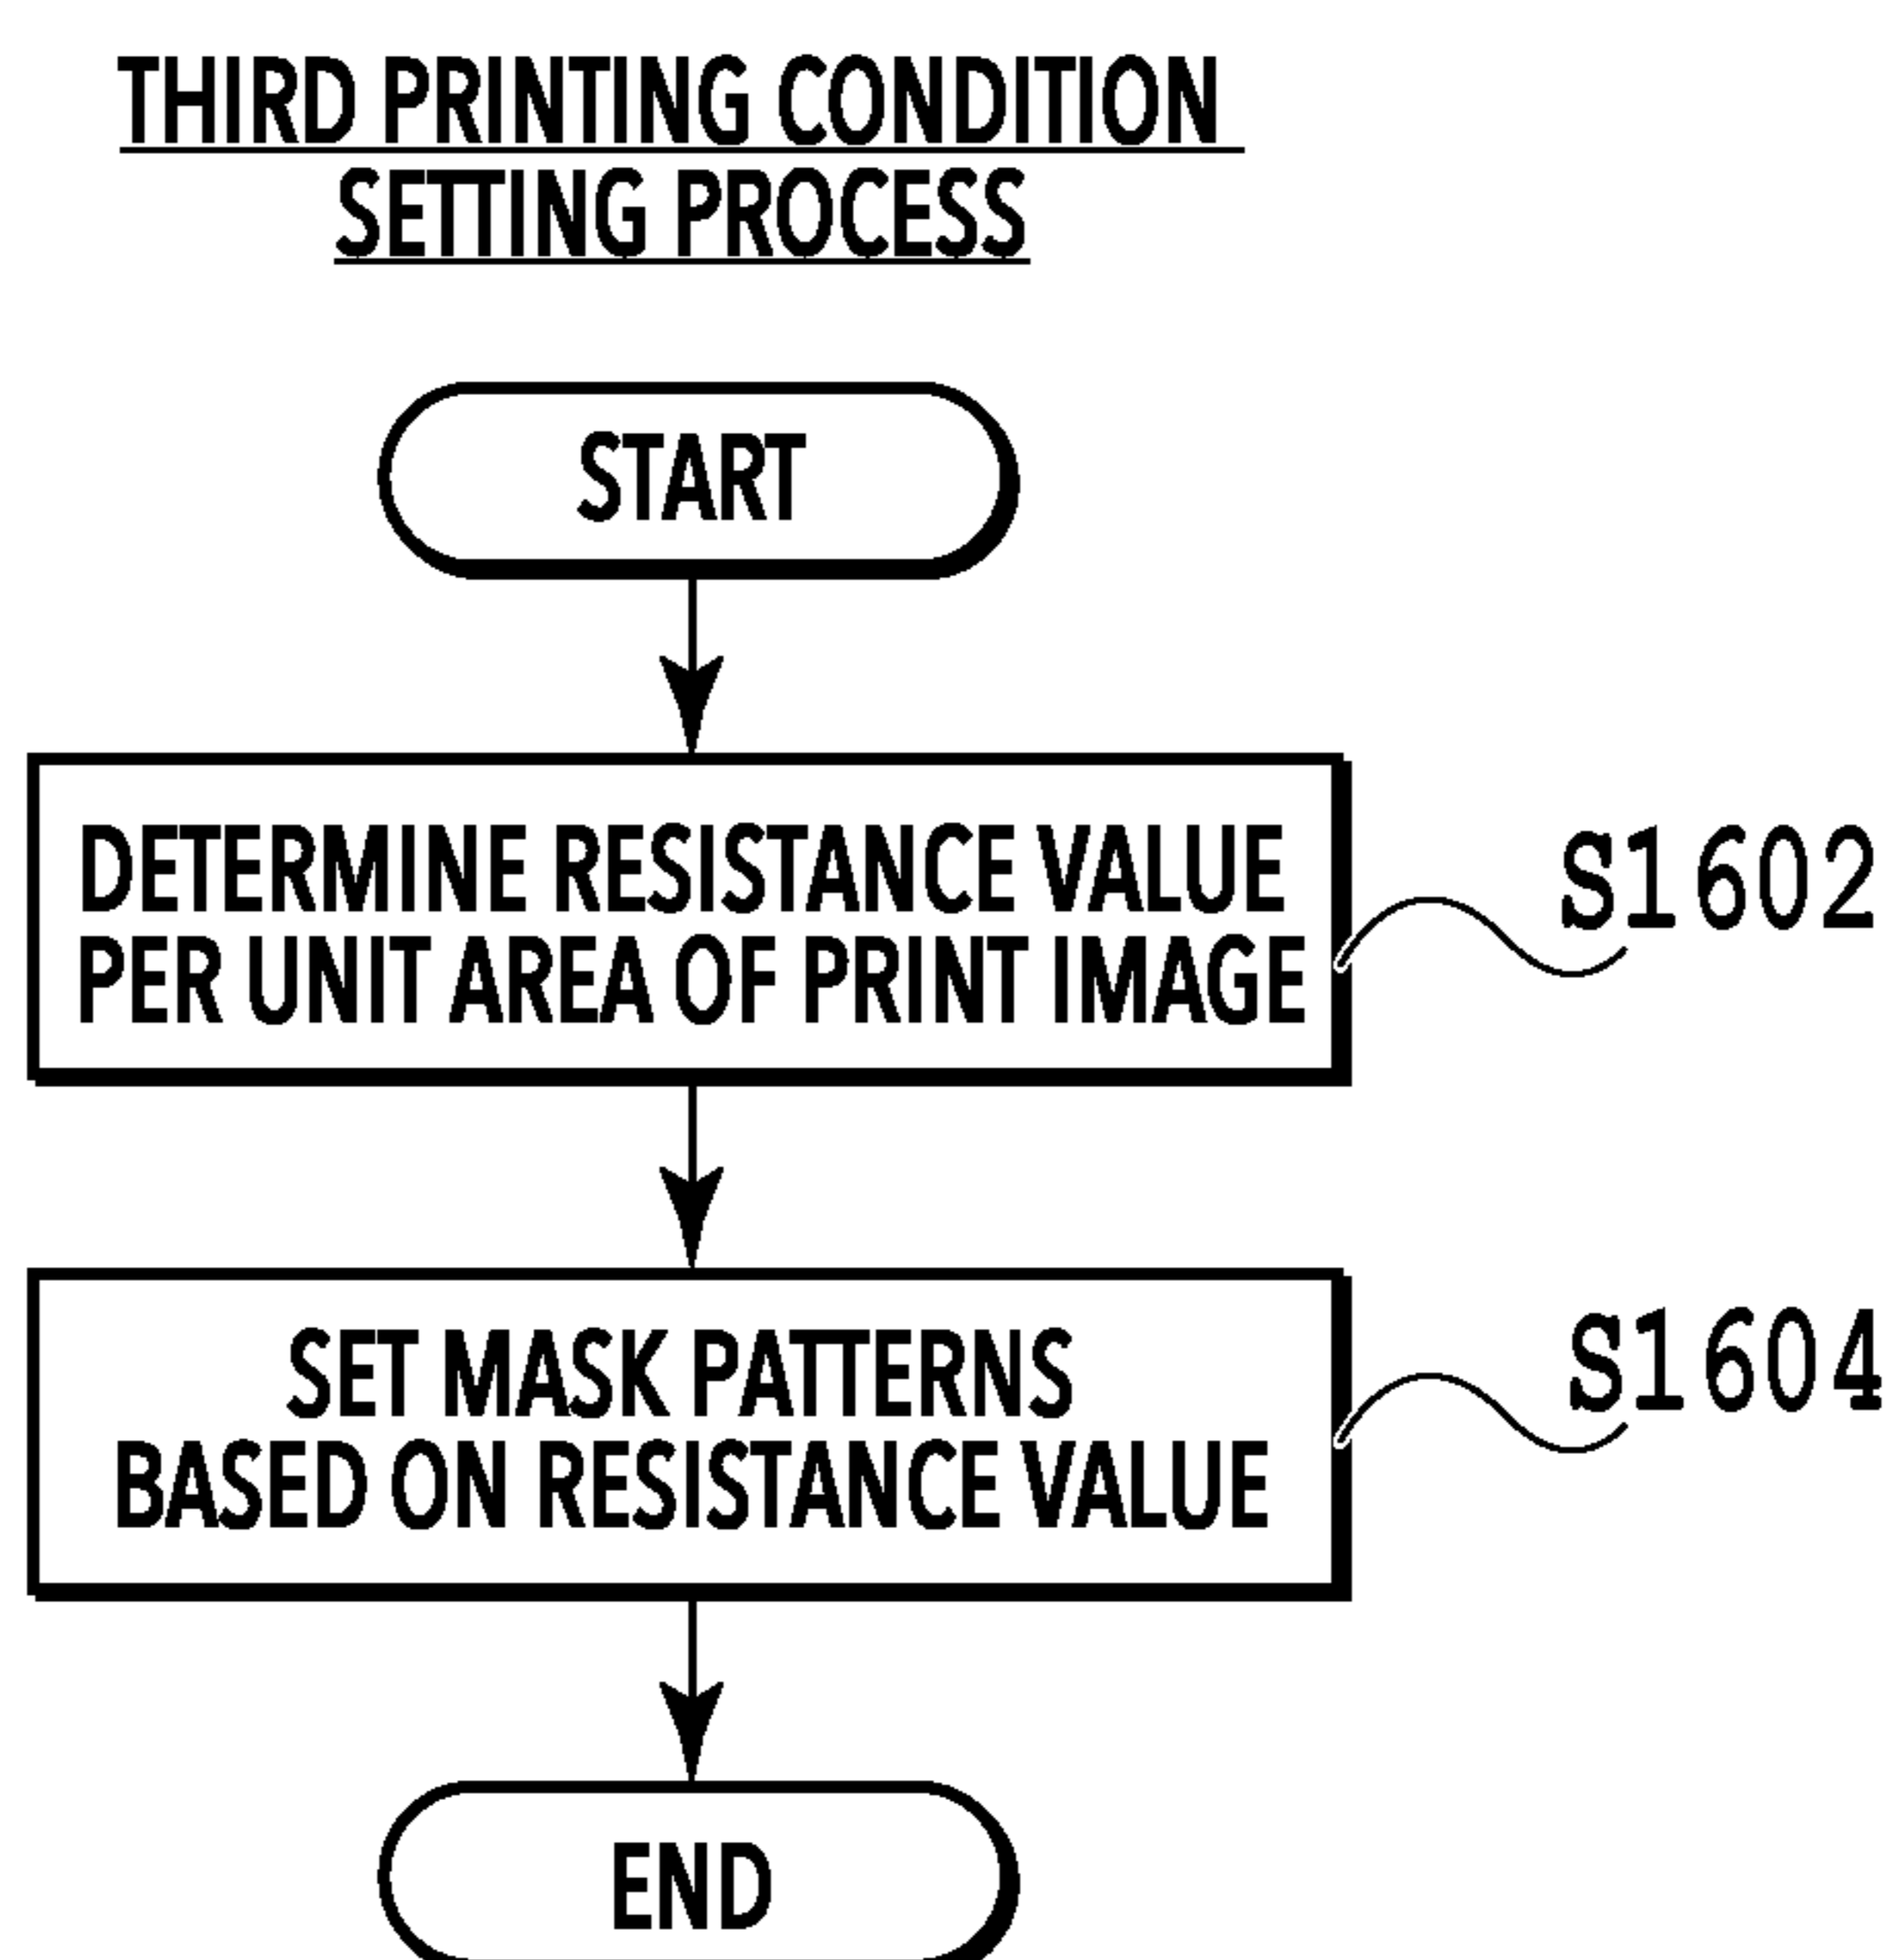 THIRD PRINTING CONDITION
SETTING PROCESS
START
DETERMINE RESISTANCE VALUE
PER UNIT AREA OF PRINT IMAGE
S1602
SET MASK PATTERNS
BASED ON RESISTANCE VALUE
S1604
END